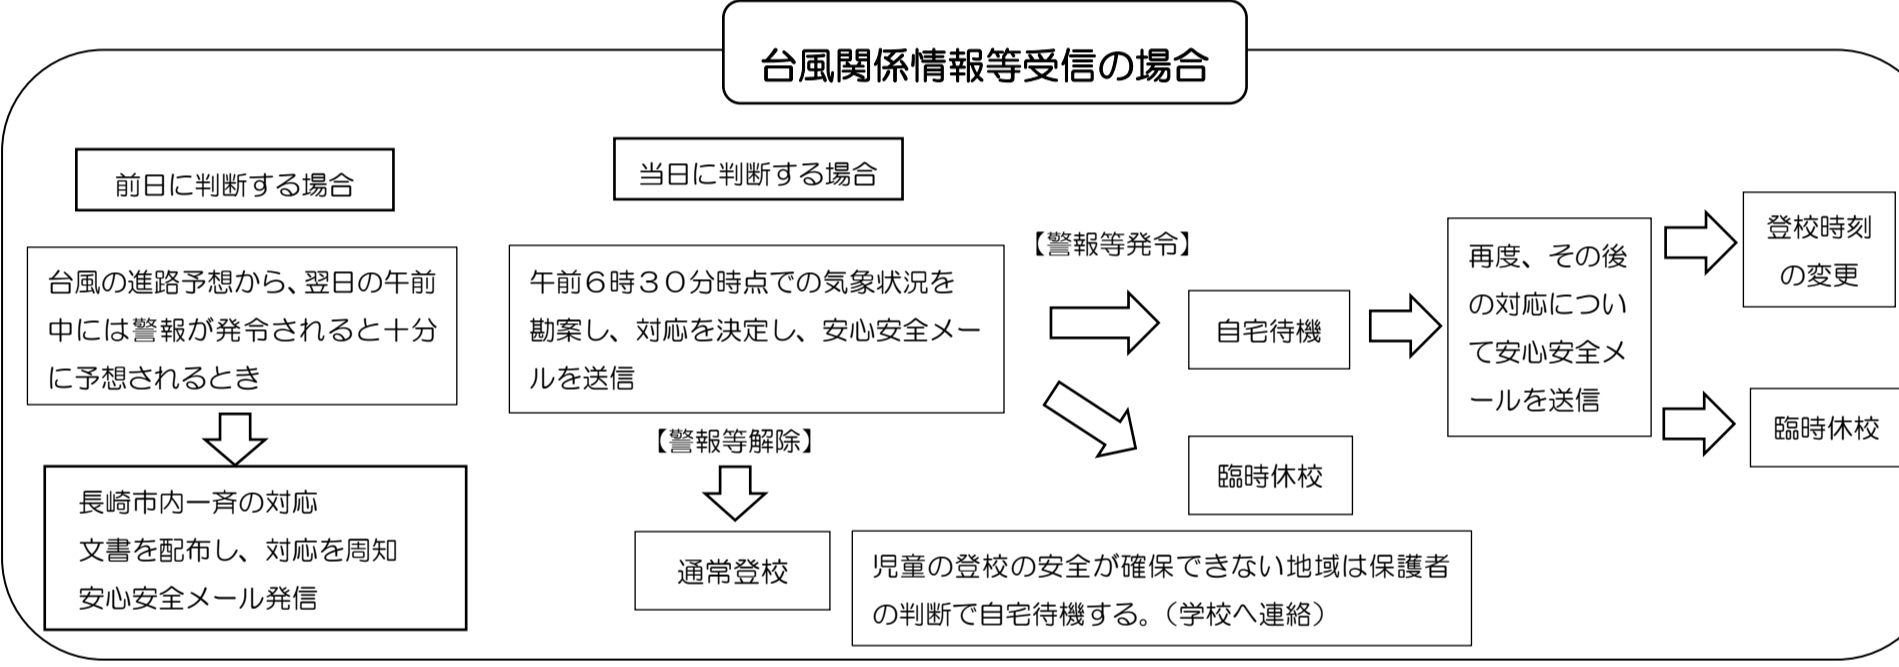 台風関係情報等受信の場合
前日に判断する場合
台風の進路予想から、翌日の午前
中には警報が発令されると十分
に予想されるとき
長崎市内一斉の対応
文書を配布し、対応を周知
安心安全メール発信
当日に判断する場合
午前６時３０分時点での気象状況を
勘案し、対応を決定し、安心安全メー
ルを送信
【警報等解除】
通常登校
【警報等発令】
自宅待機
臨時休校
再度、その後
の対応につい
て安心安全メ
ールを送信
登校時刻
の変更
臨時休校
児童の登校の安全が確保できない地域は保護者
の判断で自宅待機する。（学校へ連絡）